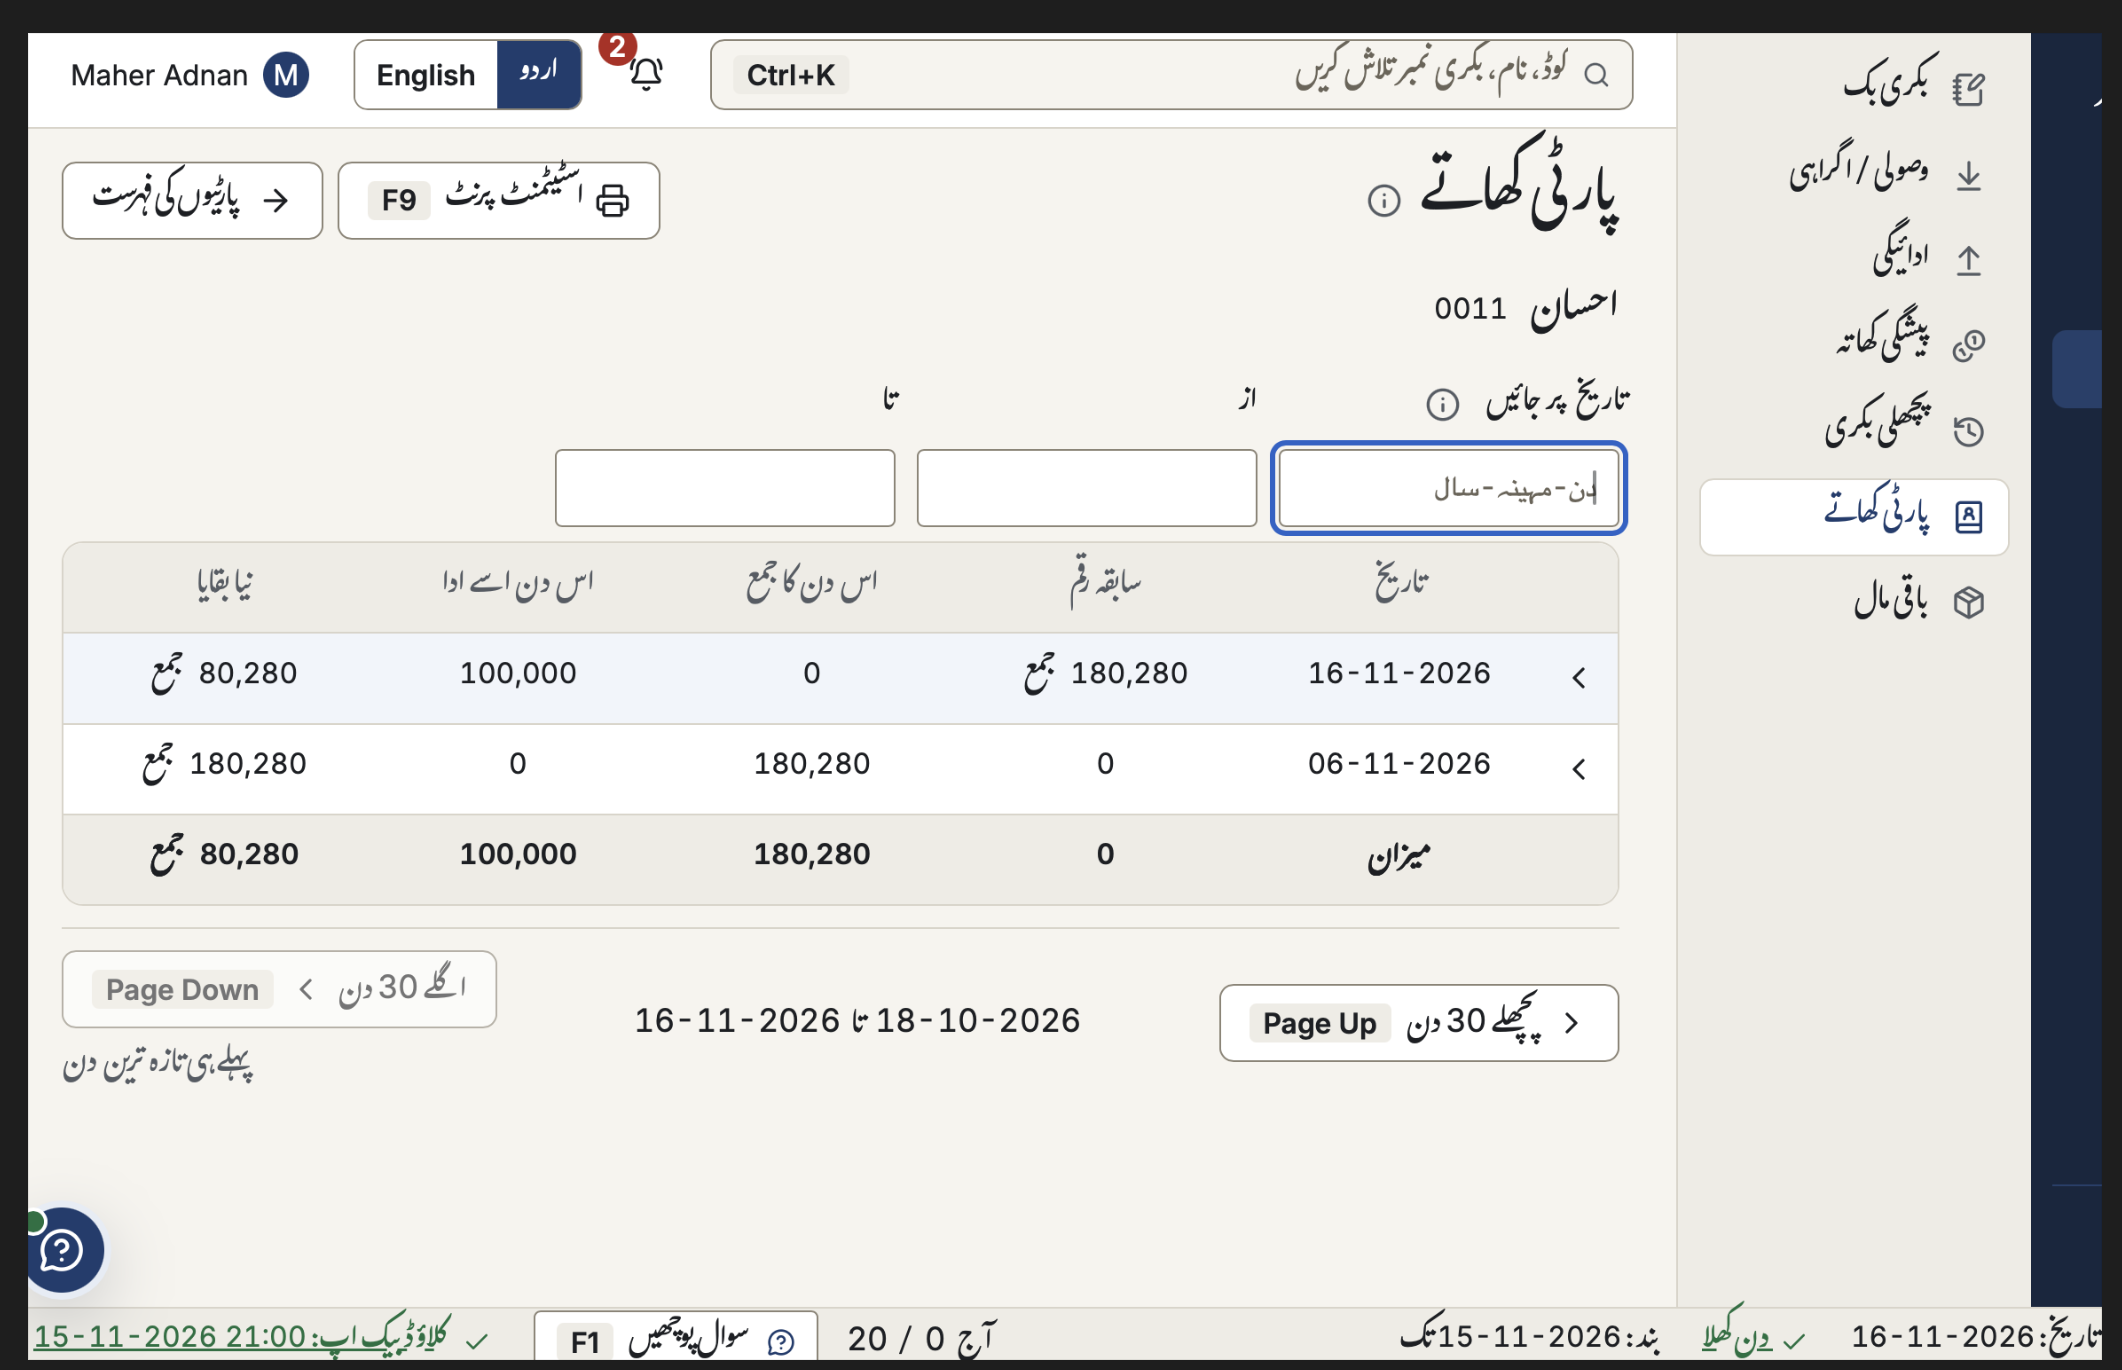 بکری بک
وصولی / اگراہی
ادائیگی
پیشگی کھاتہ
پچھلی بکری
پارٹی کھاتے
باقی مال
کوڈ، نام، بکری نمبر تلاش کریں Ctrl+K
2
اردو English
M Maher Adnan
پارٹی کھاتے
اسٹیٹمنٹ پرنٹ F9
پارٹیوں کی فہرست
احسان 0011
تاریخ پر جائیں از تا
دن-مہینہ-سال
تاریخ سابقہ رقم اس دن کا جمع اس دن اسے ادا نیا بقایا
16-11-2026 180,280 جمع 0 100,000 80,280 جمع
06-11-2026 0 180,280 0 180,280 جمع
میزان 0 180,280 100,000 80,280 جمع
پچھلے 30 دن Page Up
18-10-2026 تا 16-11-2026
اگلے 30 دن Page Down
پہلے ہی تازہ ترین دن
تاریخ: 16-11-2026 دن کھلا بند: 15-11-2026 تک آج 0 / 20 سوال پوچھیں F1 کلاؤڈ بیک اپ: 15-11-2026 21:00